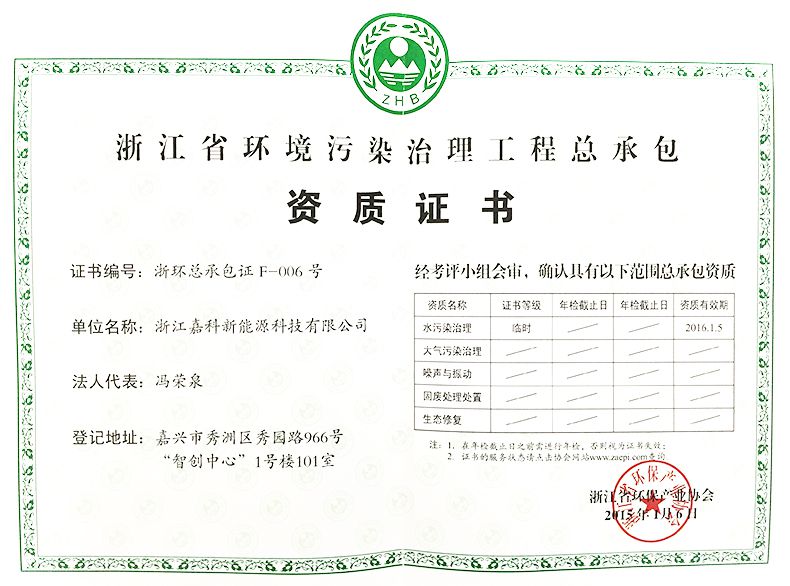 ZHB
浙江省环境污染治理工程总承包
资质证书
证书编号：浙环总承包证 F-006 号
单位名称：浙江嘉科新能源科技有限公司
法人代表：冯荣泉
登记地址：嘉兴市秀洲区秀园路966号
“智创中心”1号楼101室
经考评小组会审，确认具有以下范围总承包资质
资质名称 证书等级 年检截止日 年检截止日 资质有效期
水污染治理 临时 2016.1.5
大气污染治理
噪声与振动
固废处理处置
生态修复
注：1、在年检截止日之前需进行年检，否则视为证书失效；
2、证书的服务状态请点击协会网站www.zaepi.com查询
浙江省环保产业协会
2015年1月6日
浙江省环保产业协会